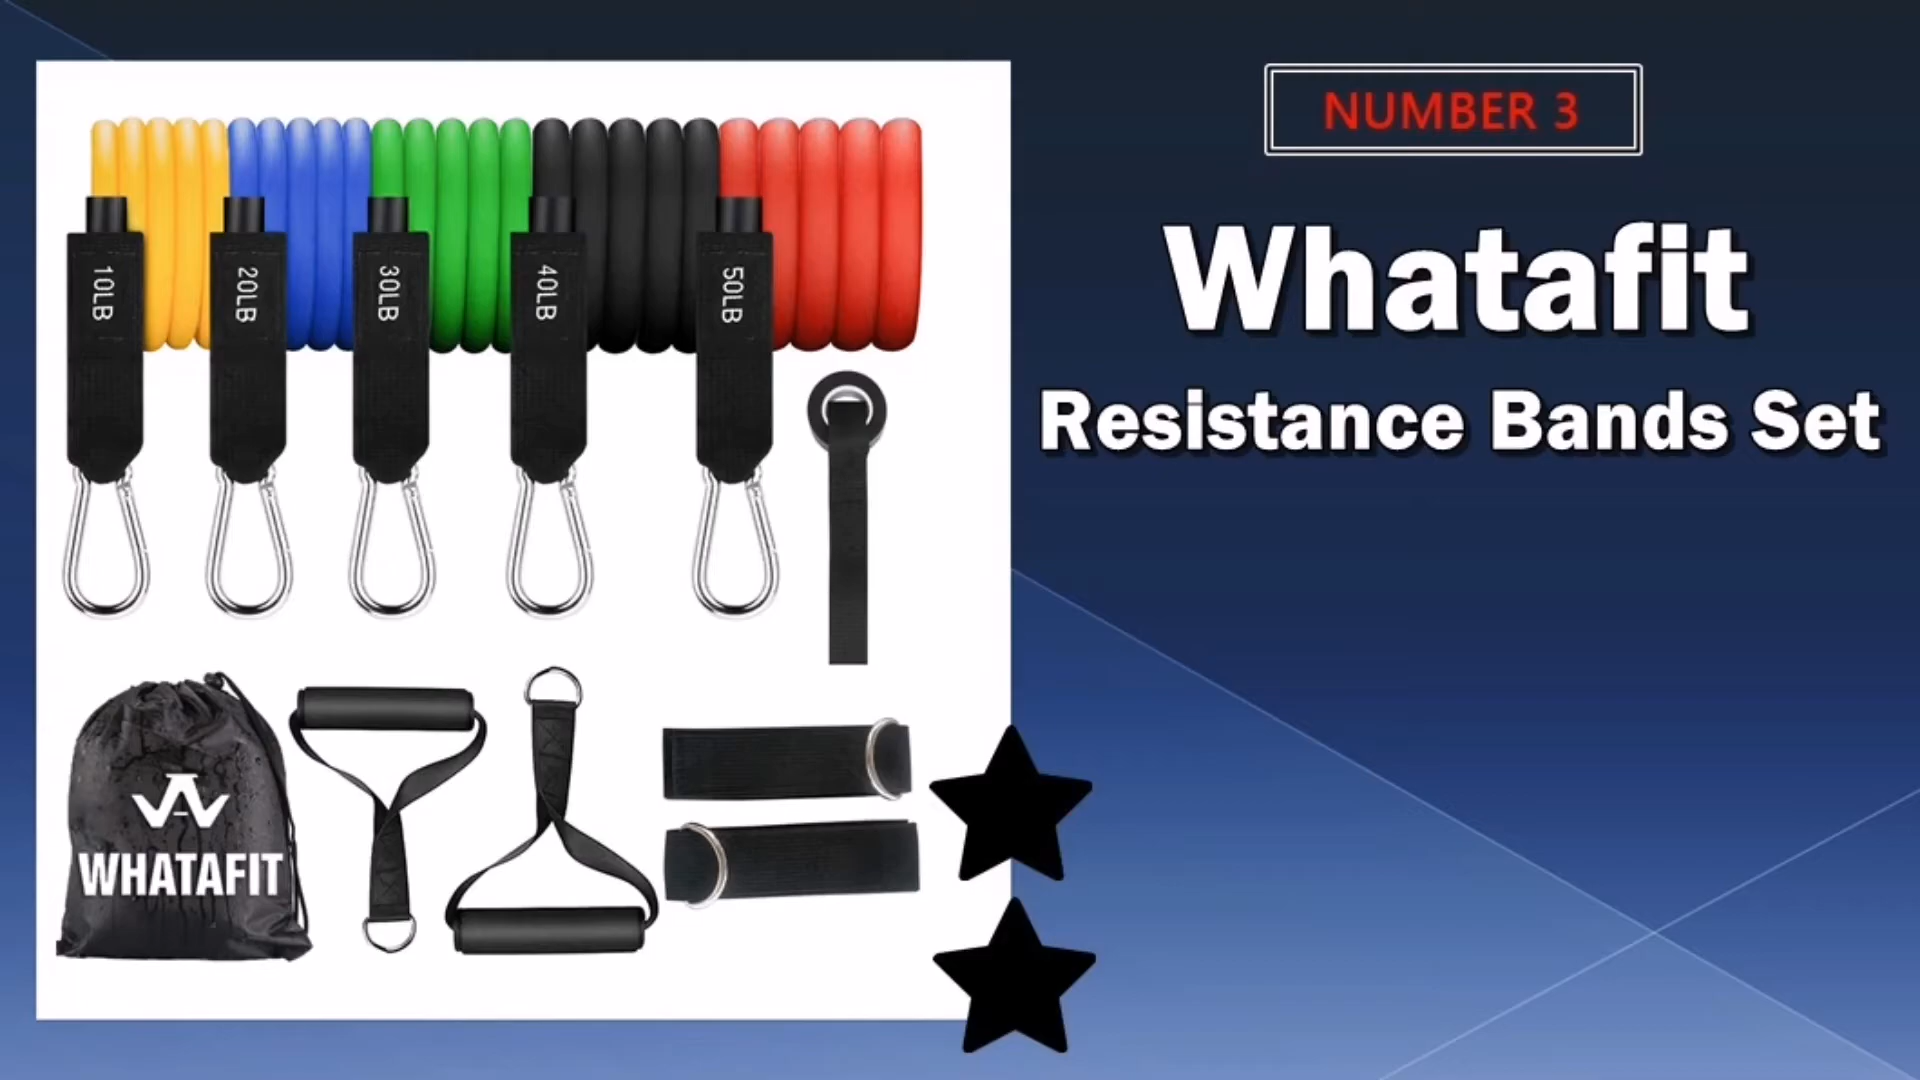 NUMBER 3
Whatafit
Resistance Bands Set
10LB
20LB
30LB
40LB
50LB
WHATAFIT